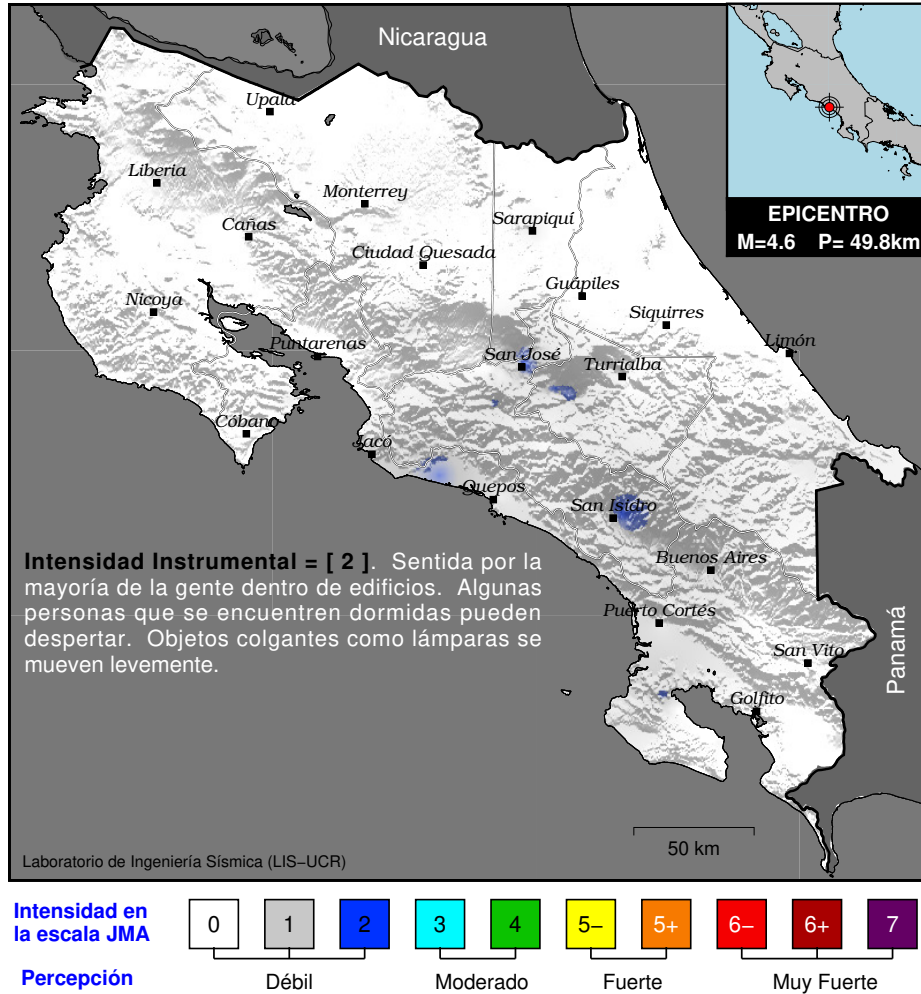 Nicaragua
EPICENTRO
M=4.6 P= 49.8km
Upala
Liberia
Monterrey
Cañas
Sarapiquí
Ciudad Quesada
Guápiles
Nicoya
Siquirres
Puntarenas
San José
Limón
Turrialba
Cóbano
Jacó
Quepos
San Isidro
Buenos Aires
Puerto Cortés
San Vito
Golfito
Panamá
Intensidad Instrumental = [ 2 ]. Sentida por la
mayoría de la gente dentro de edificios. Algunas
personas que se encuentren dormidas pueden
despertar. Objetos colgantes como lámparas se
mueven levemente.
50 km
Laboratorio de Ingeniería Sísmica (LIS−UCR)
Intensidad en
la escala JMA
0 1 2 3 4 5− 5+ 6− 6+ 7
Percepción
Débil Moderado Fuerte Muy Fuerte